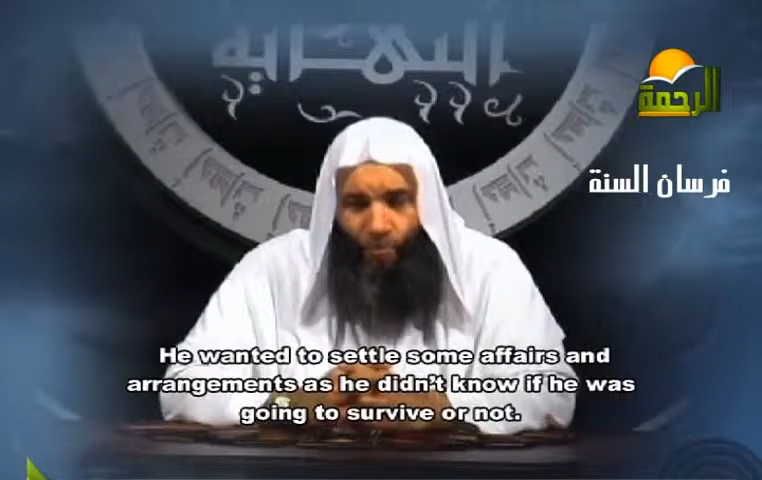 النهاية
الرحمة
فرسان السنة
He wanted to settle some affairs and
arrangements as he didn't know if he was
going to survive or not.